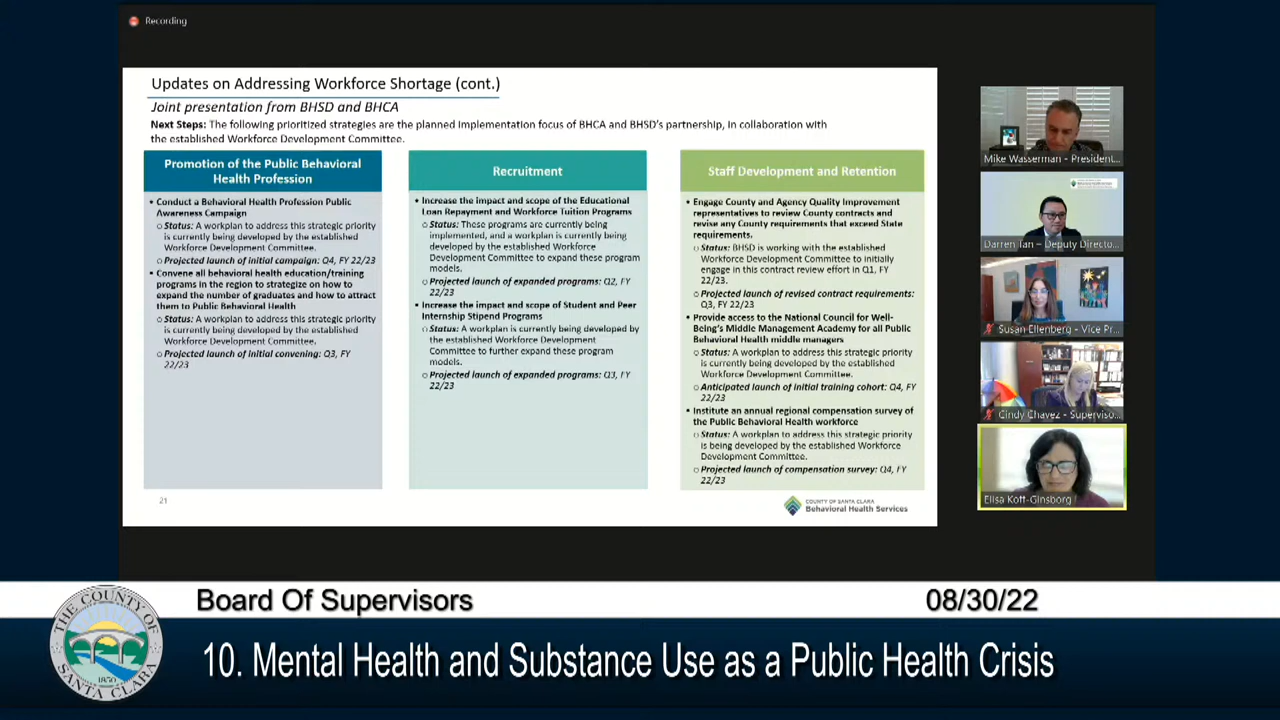 Recording
Updates on Addressing Workforce Shortage (cont.)
Joint presentation from BHSD and BHCA
Next Steps: The following prioritized strategies are the planned implementation focus of BHCA and BHSD's partnership, in collaboration with
the established Workforce Development Committee.
Promotion of the Public Behavioral
Health Profession
• Conduct a Behavioral Health Profession Public
Awareness Campaign
o Status: A workplan to address this strategic priority
is currently being developed by the established
Workforce Development Committee.
o Projected launch of initial campaign: Q4, FY 22/23
• Convene all behavioral health education/training
programs in the region to strategize on how to
expand the number of graduates and how to attract
them to Public Behavioral Health
o Status: A workplan to address this strategic priority
is currently being developed by the established
Workforce Development Committee.
o Projected launch of initial convening: Q3, FY
22/23
Recruitment
• Increase the impact and scope of the Educational
Loan Repayment and Workforce Tuition Programs
o Status: These programs are currently being
implemented, and a workplan is currently being
developed by the established Workforce
Development Committee to expand these program
models.
o Projected launch of expanded programs: Q2, FY
22/23
• Increase the impact and scope of Student and Peer
Internship Stipend Programs
o Status: A workplan is currently being developed by
the established Workforce Development
Committee to further expand these program
models.
o Projected launch of expanded programs: Q3, FY
22/23
Staff Development and Retention
• Engage County and Agency Quality Improvement
representatives to review County contracts and
revise any County requirements that exceed State
requirements.
o Status: BHSD is working with the established
Workforce Development Committee to initially
engage in this contract review effort in Q1, FY
22/23.
o Projected launch of revised contract requirements:
Q3, FY 22/23
• Provide access to the National Council for Well-
Being's Middle Management Academy for all Public
Behavioral Health middle managers
o Status: A workplan to address this strategic priority
is currently being developed by the established
Workforce Development Committee.
o Anticipated launch of initial training cohort: Q4, FY
22/23
• Institute an annual regional compensation survey of
the Public Behavioral Health workforce
o Status: A workplan to address this strategic priority
is being developed by the established Workforce
Development Committee.
o Projected launch of compensation survey: Q4, FY
22/23
21
COUNTY OF SANTA CLARA
Behavioral Health Services
Mike Wasserman - President...
Darren Tan – Deputy Directo...
Susan Ellenberg - Vice Pr...
Cindy Chavez - Superviso...
Elisa Koff-Ginsborg
Board Of Supervisors
08/30/22
10. Mental Health and Substance Use as a Public Health Crisis
THE COUNTY OF
SANTA CLARA
1850